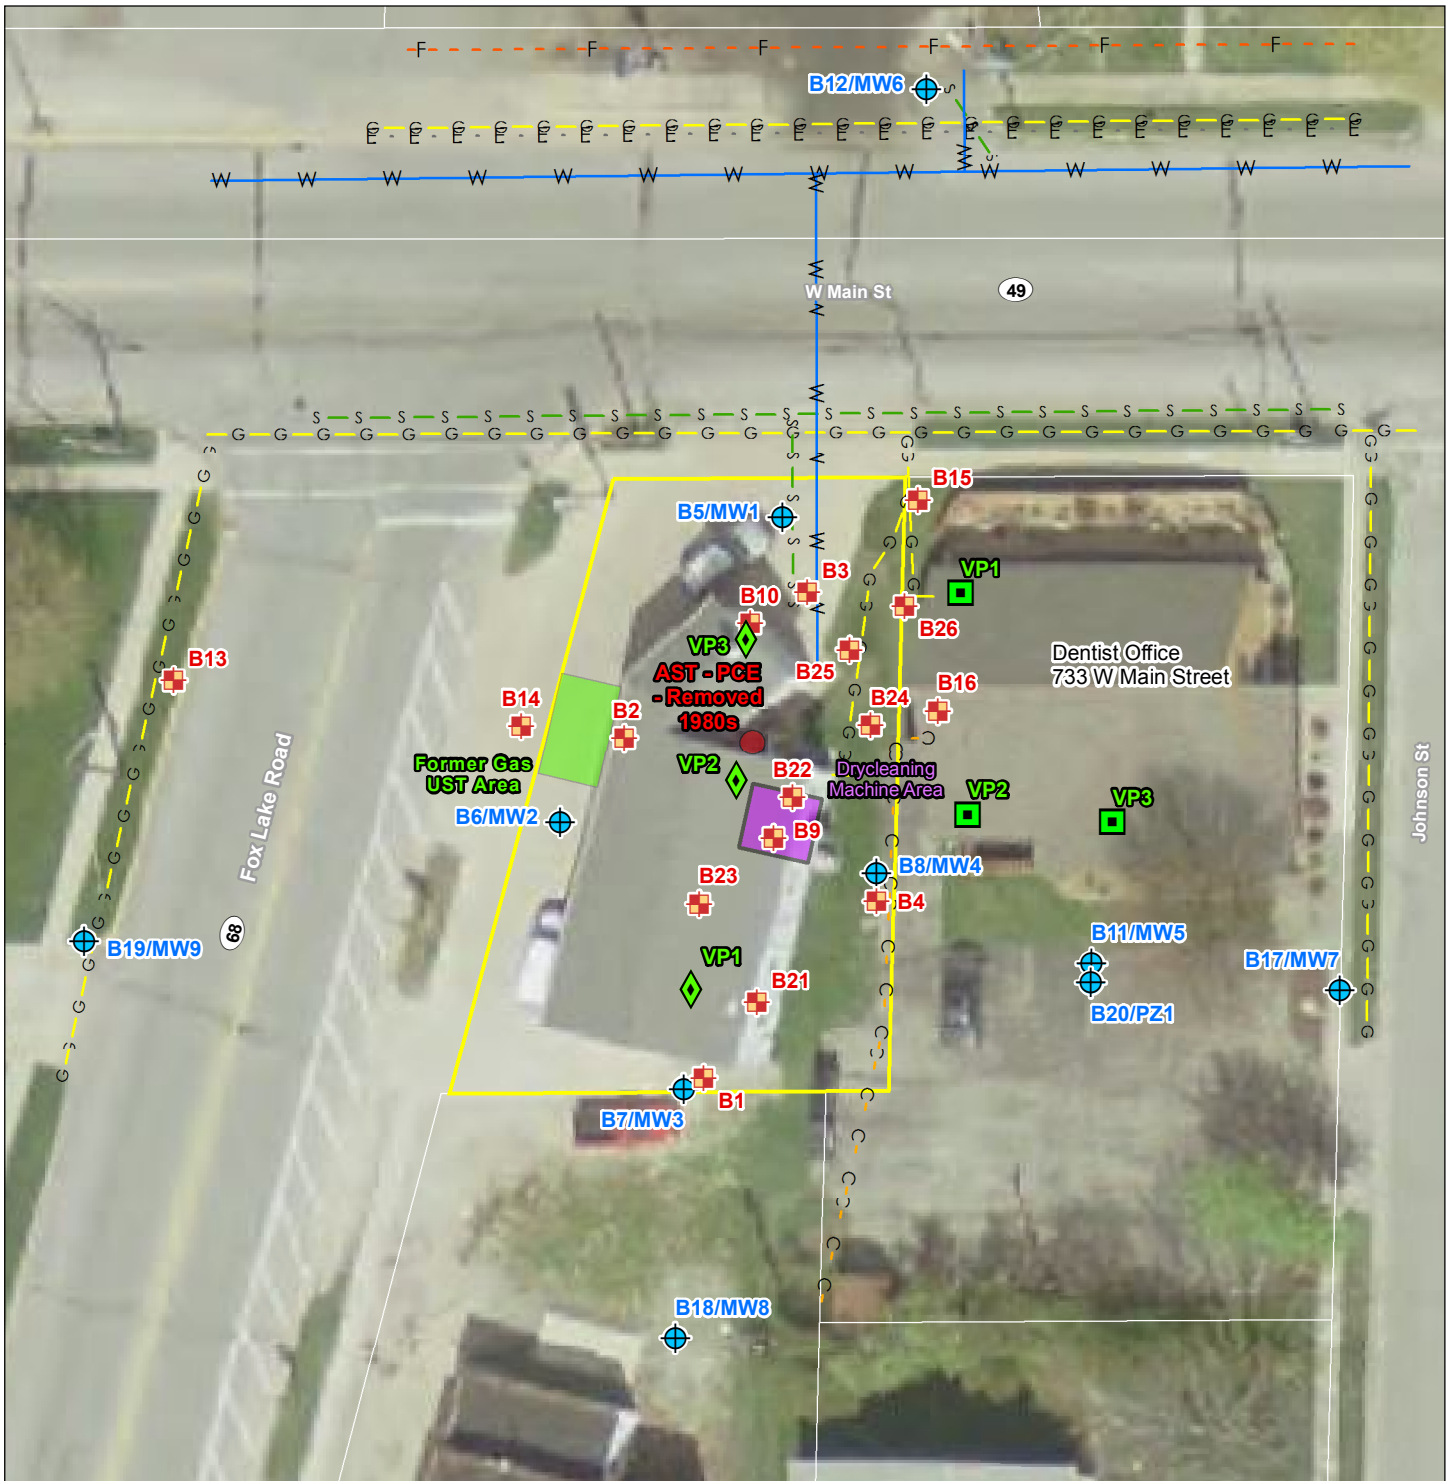 B12/MW6
W Main St
49
B15
B5/MW1
VP1
B3
B10
B26
VP3
Dentist Office
733 W Main Street
B13
B25
AST - PCE
- Removed
1980s
B16
B14
B2
B24
Former Gas
UST Area
VP2
B22
Drycleaning
Machine Area
VP2
VP3
B6/MW2
B9
Johnson St
Fox Lake Road
B8/MW4
B23
B4
68
B19/MW9
B11/MW5
VP1
B17/MW7
B21
B20/PZ1
B1
B7/MW3
B18/MW8